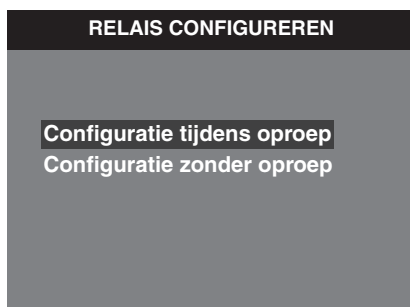 RELAIS CONFIGUREREN
Configuratie tijdens oproep
Configuratie zonder oproep